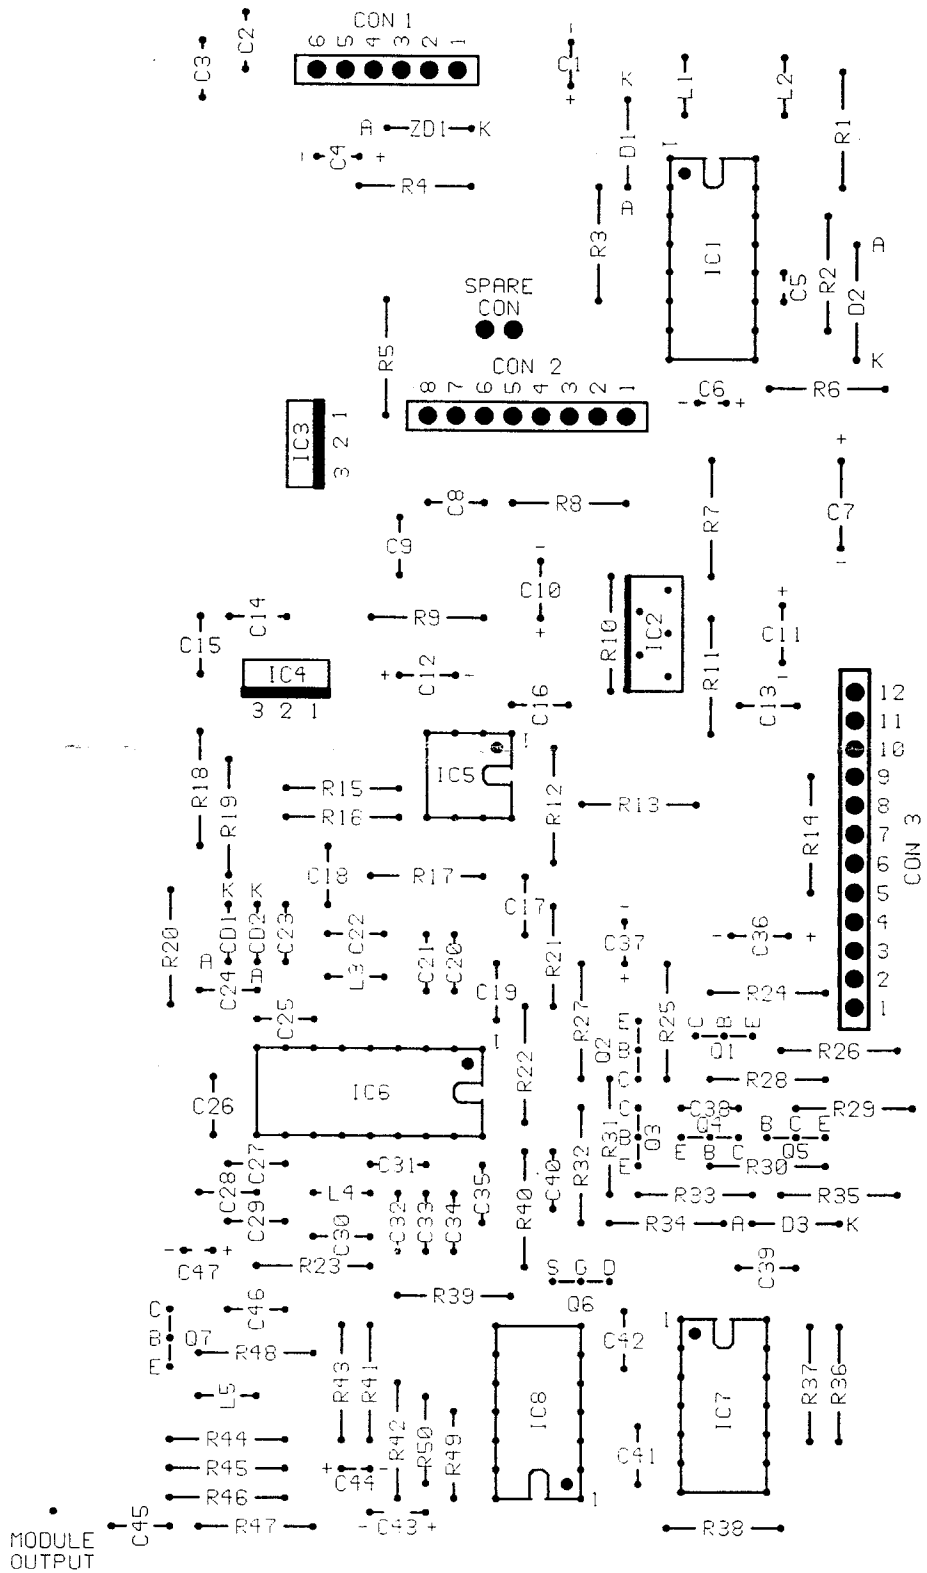 CON 1
C2
C3
6 5 4 3 2 1
- C1 +
K
L1
L2
A ZD1 K
- C4 +
D1
1
R1
R4
A
R3
IC1
R2
A
D2
C5
K
SPARE
CON
R5
CON 2
8 7 6 5 4 3 2 1
- C6 +
R6
IC3
3 2 1
+ C7 -
C8
R8
R7
C9
- C10 +
R10
IC2
C14
C15
R9
R11
+ C11 -
IC4
3 2 1
+ C12 -
C16
C13
12
11
10
9
8
7
6
5
4
3
2
1
CON 3
R18
R19
IC5
1
R15
R16
R12
R13
R14
C18
R17
C17
K K
R20
CD1
CD2
C23
C22
A A
C24
L3
C21
C20
C19
R21
C37
+ -
- C36 +
R24
C25
R27
R25
IC6
1
R22
Q2
E B C
C B E
Q1
R26
R28
C26
C38
R29
R31
R32
C B E
Q3
Q4
E B C
B C E
Q5
C27
C31
R30
C28
L4
C35
R40
C40
R33
R35
C29
C32
C33
C34
R34
A D3 K
C30
- C47 +
R23
C39
S G D
Q6
R39
C46
C B E
Q7
R48
C42
1
R43
R41
L5
R42
R50
R49
IC8
1
IC7
R37
R36
R44
C41
R45
+ C44 -
R46
- C43 +
C45
R47
R38
MODULE
OUTPUT